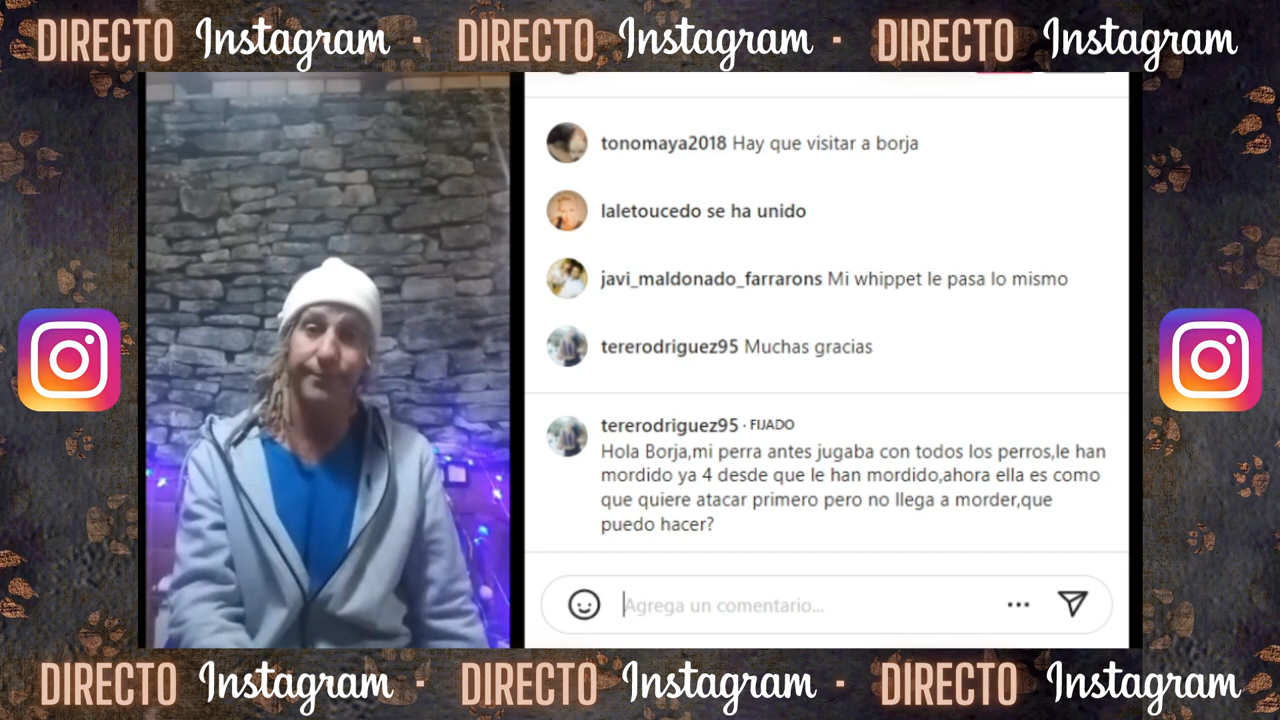 DIRECTO Instagram · DIRECTO Instagram · DIRECTO Instagram
tonomaya2018 Hay que visitar a borja
laletoucedo se ha unido
javi_maldonado_farrarons Mi whippet le pasa lo mismo
tererodriguez95 Muchas gracias
tererodriguez95 · FIJADO
Hola Borja,mi perra antes jugaba con todos los perros,le han
mordido ya 4 desde que le han mordido,ahora ella es como
que quiere atacar primero pero no llega a morder,que
puedo hacer?
Agrega un comentario...
DIRECTO Instagram · DIRECTO Instagram · DIRECTO Instagram